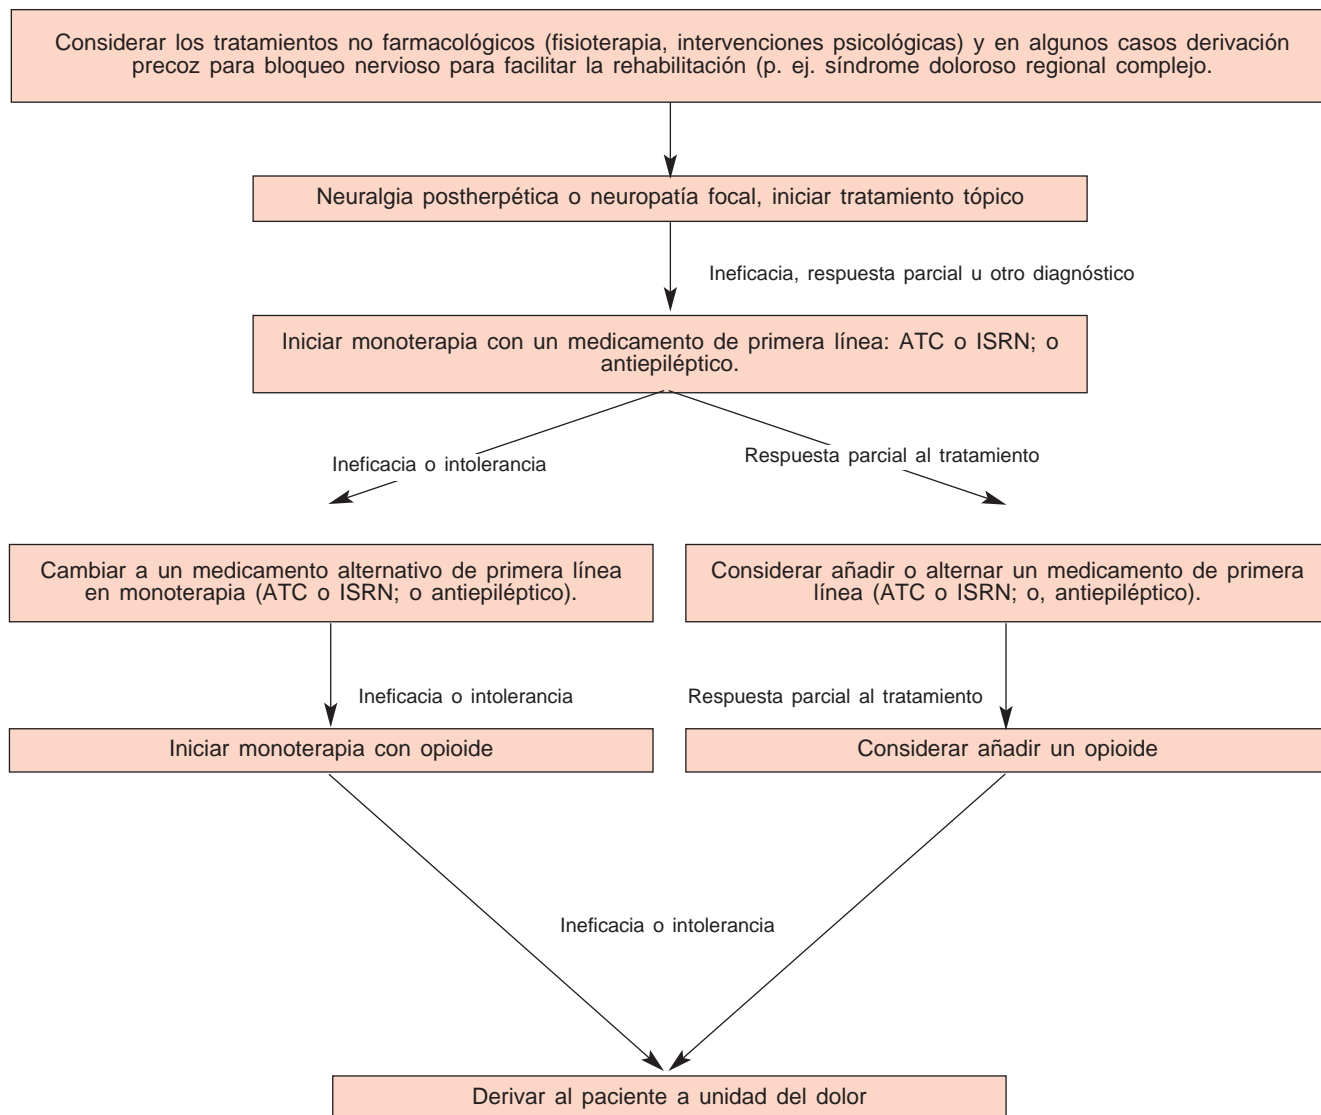 Considerar los tratamientos no farmacológicos (fisioterapia, intervenciones psicológicas) y en algunos casos derivación
precoz para bloqueo nervioso para facilitar la rehabilitación (p. ej. síndrome doloroso regional complejo.
Neuralgia postherpética o neuropatía focal, iniciar tratamiento tópico
Ineficacia, respuesta parcial u otro diagnóstico
Iniciar monoterapia con un medicamento de primera línea: ATC o ISRN; o
antiepiléptico.
Ineficacia o intolerancia
Respuesta parcial al tratamiento
Cambiar a un medicamento alternativo de primera línea
en monoterapia (ATC o ISRN; o antiepiléptico).
Considerar añadir o alternar un medicamento de primera
línea (ATC o ISRN; o, antiepiléptico).
Ineficacia o intolerancia
Respuesta parcial al tratamiento
Iniciar monoterapia con opioide
Considerar añadir un opioide
Ineficacia o intolerancia
Derivar al paciente a unidad del dolor